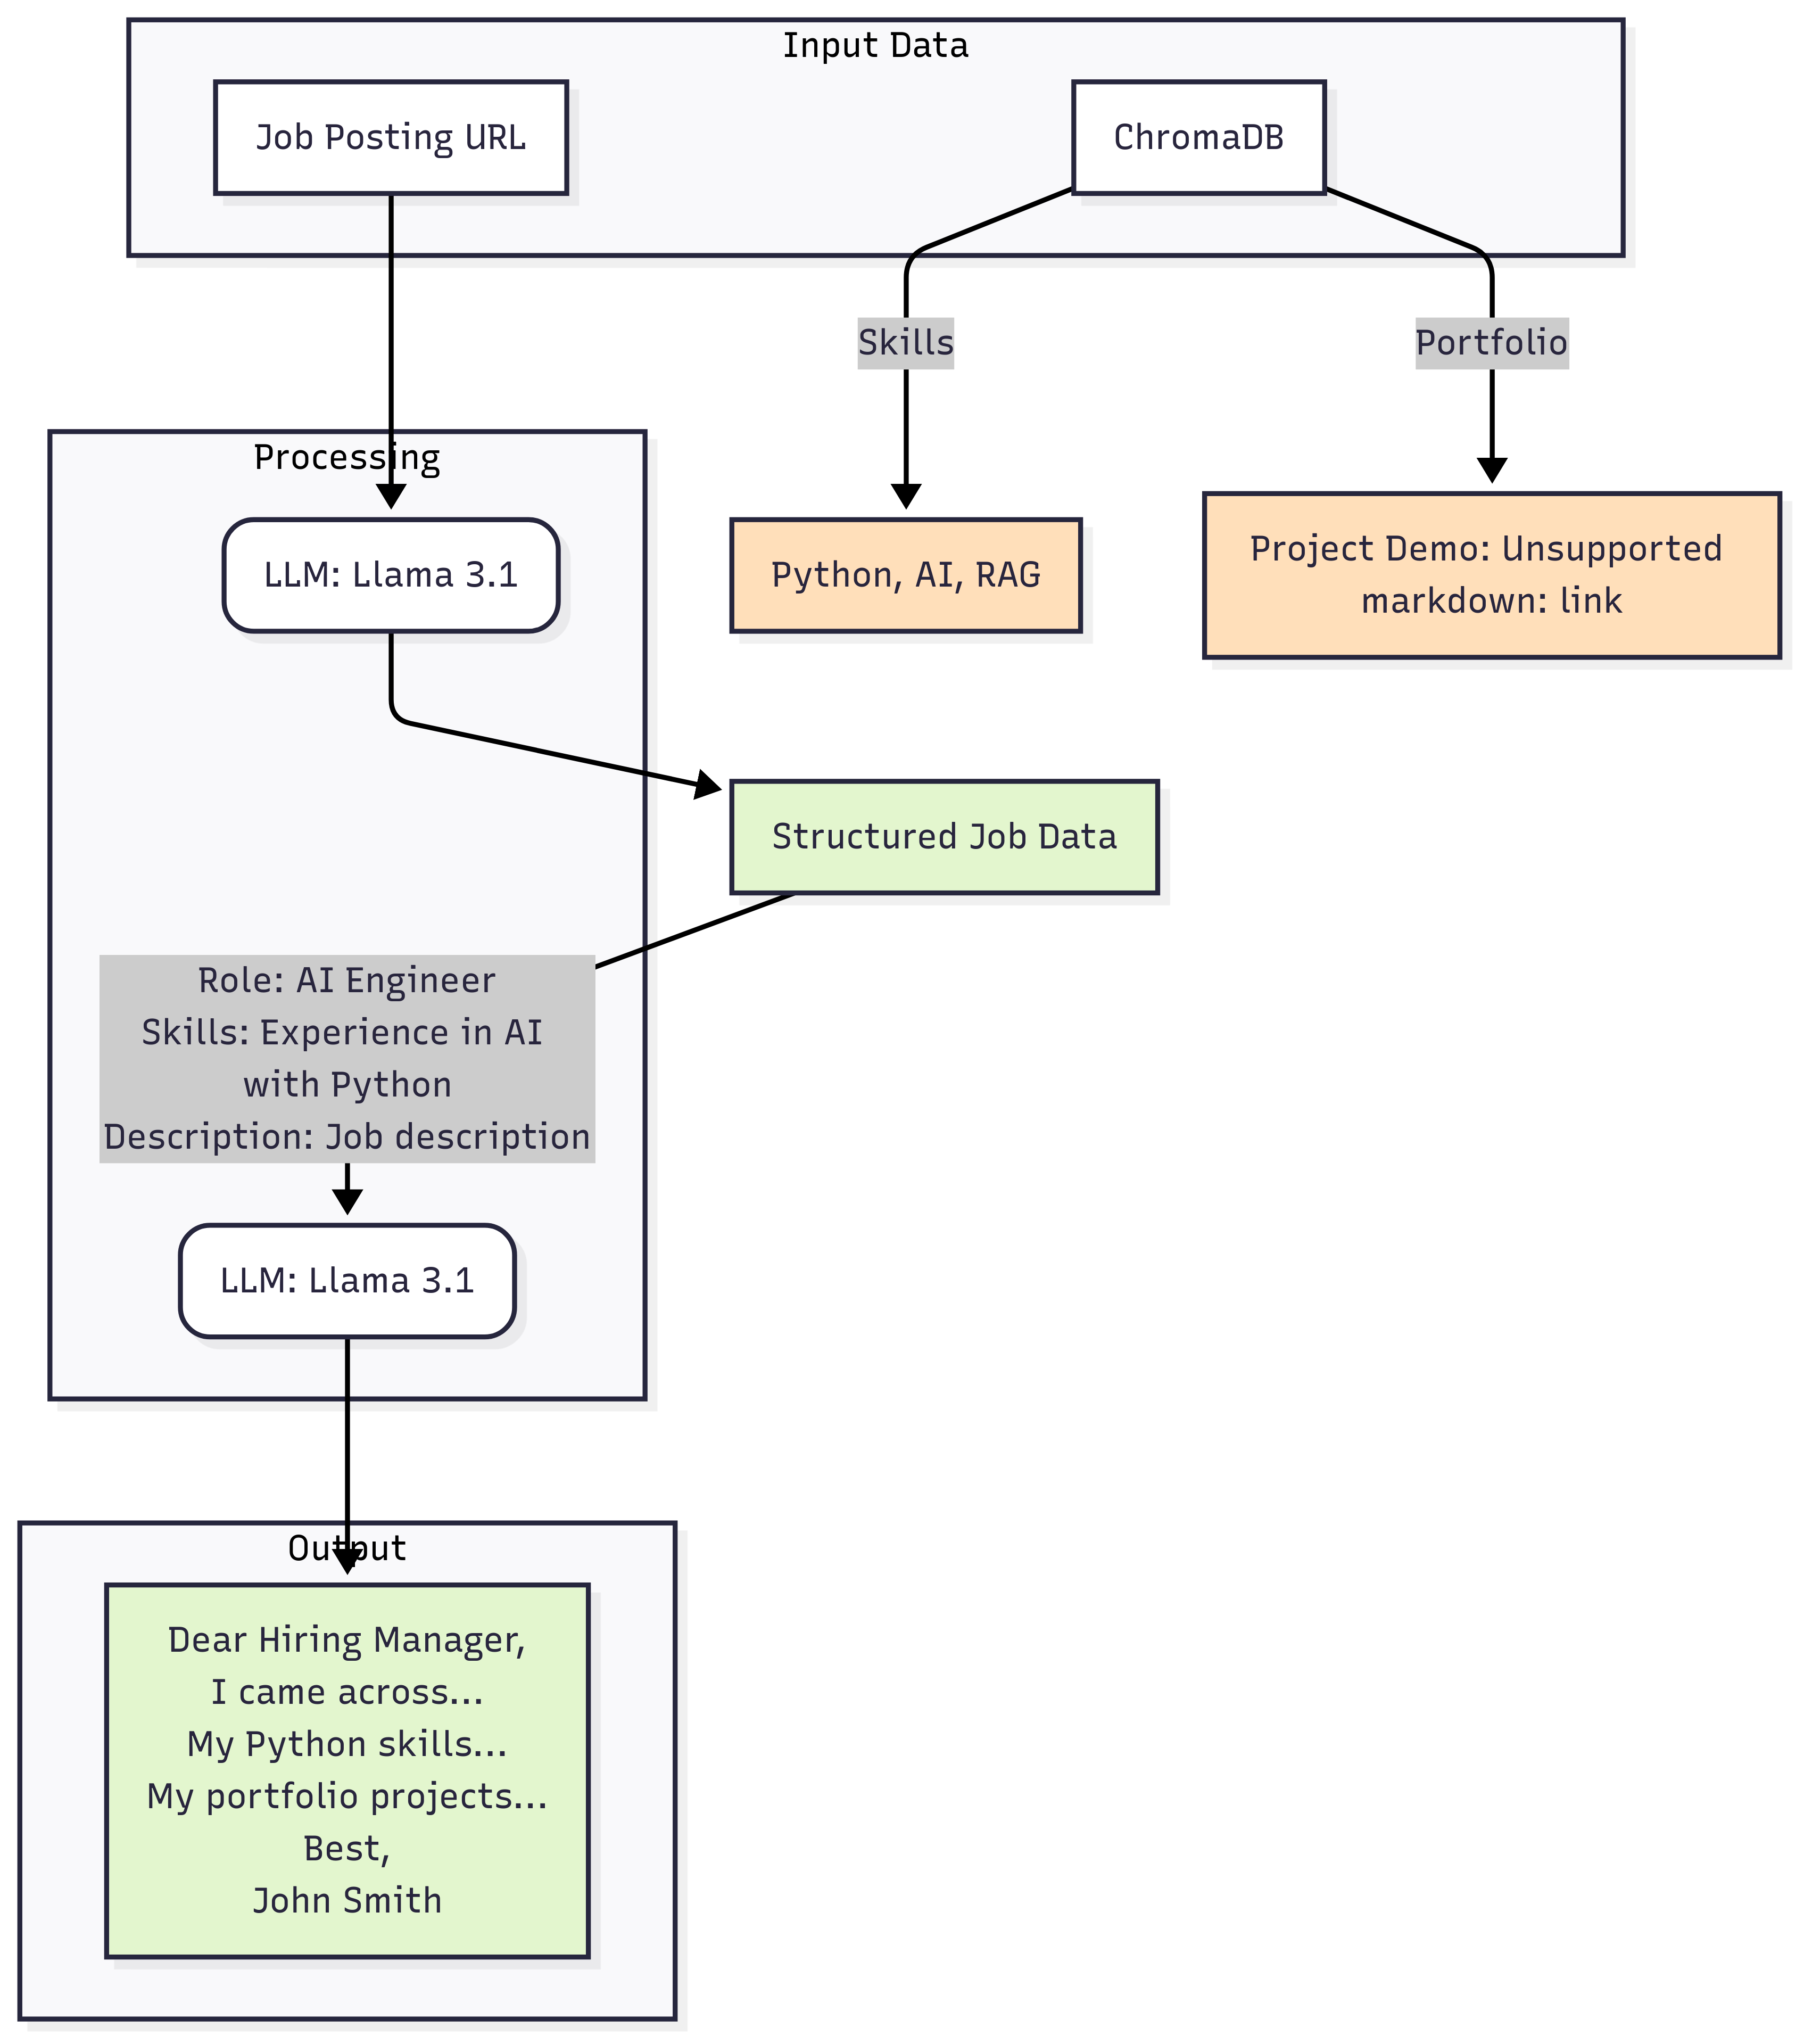 Input Data
Job Posting URL
ChromaDB
Skills
Portfolio
Processing
LLM: Llama 3.1
Python, AI, RAG
Project Demo: Unsupported
markdown: link
Structured Job Data
Role: AI Engineer
Skills: Experience in AI
with Python
Description: Job description
LLM: Llama 3.1
Output
Dear Hiring Manager,
I came across...
My Python skills...
My portfolio projects...
Best,
John Smith